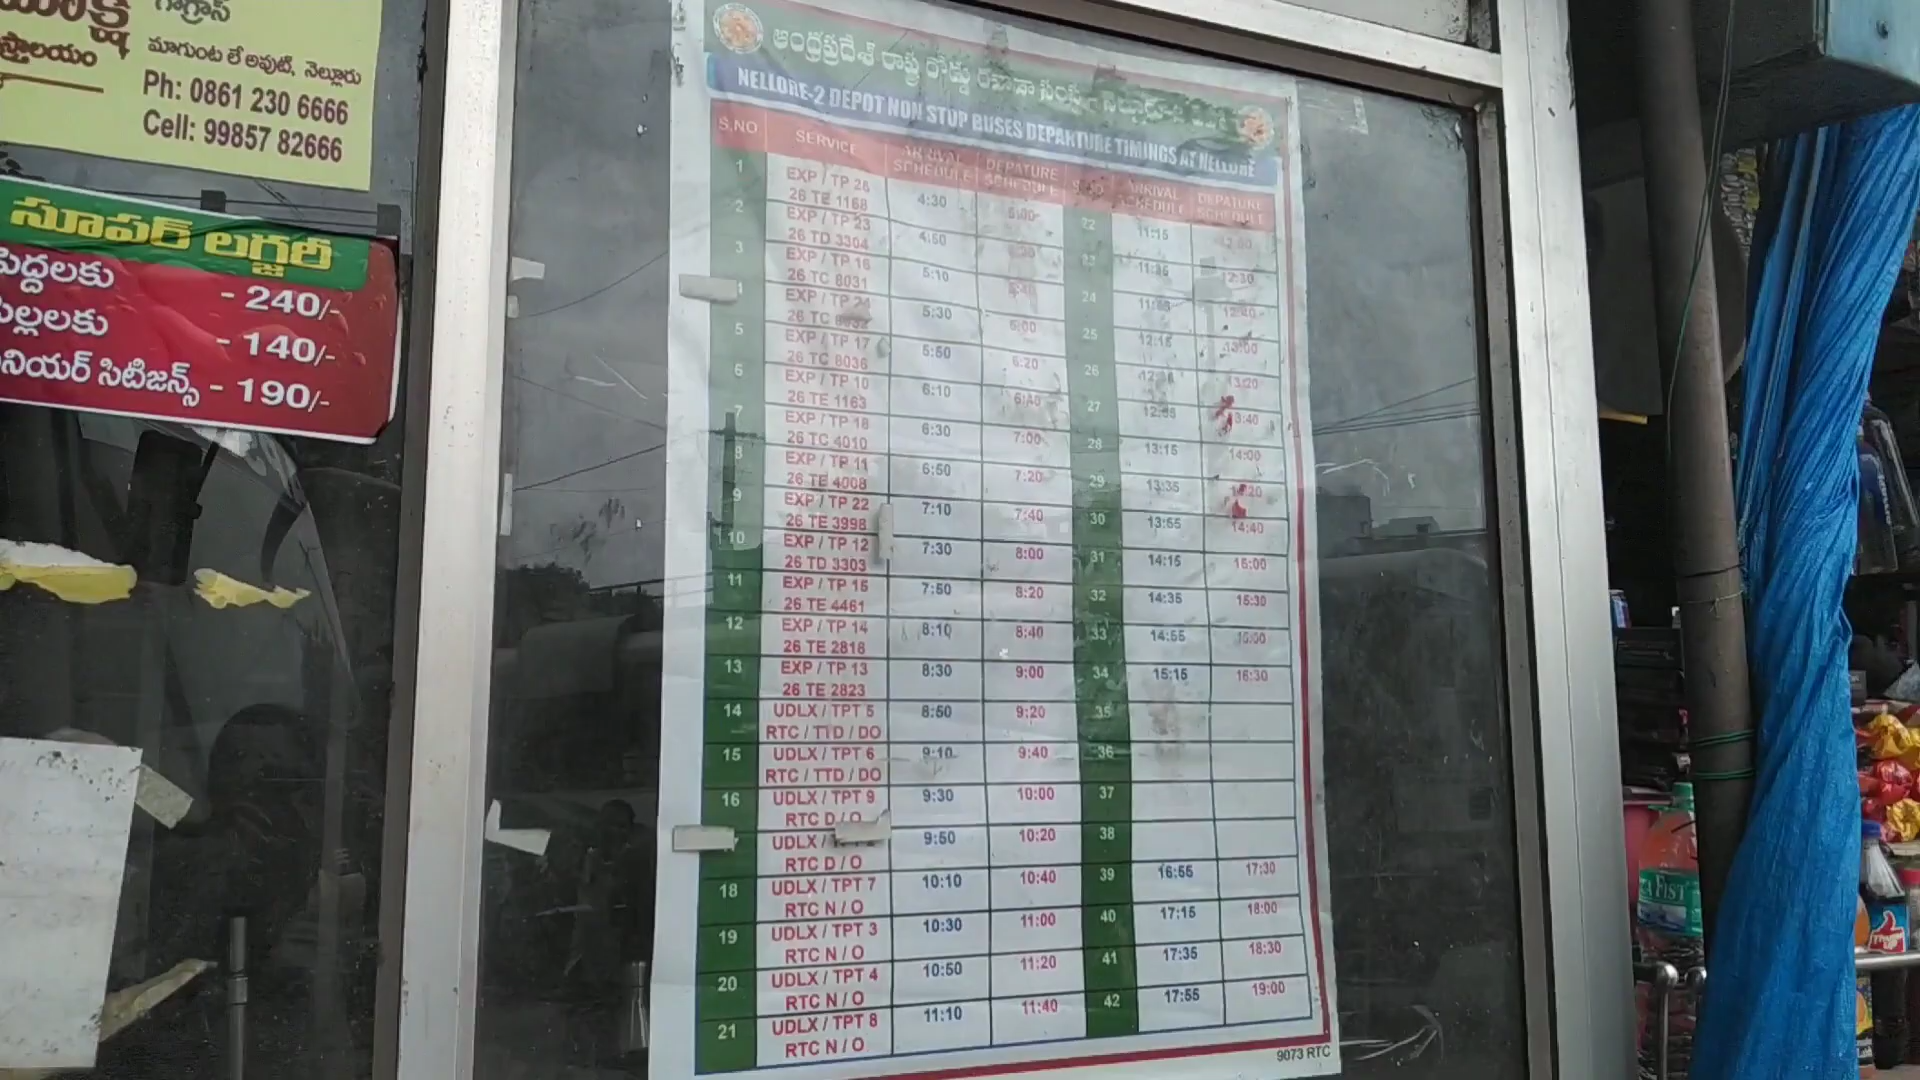 గోగ్రాస్
స్త్రాలయం
మాగుంట లే అవుట్, నెల్లూరు
Ph: 0861 230 6666
Cell: 99857 82666
సూపర్ లగ్జరీ
పెద్దలకు - 240/-
పిల్లలకు - 140/-
నియర్ సిటిజన్స్ - 190/-
ఆంధ్రప్రదేశ్ రాష్ట్ర రోడ్డు రవాణా సంస్థ
NELLORE-2 DEPOT NON STOP BUSES DEPARTURE TIMINGS AT NELLORE
S.NO SERVICE ARRIVAL SCHEDULE DEPATURE SCHEDULE S.NO ARRIVAL SCHEDULE DEPATURE SCHEDULE
1 EXP / TP 25 26 TE 1168 4:30 5:00 22 11:15
2 EXP / TP 23 26 TD 3304 4:50 23 11:35 12:30
3 EXP / TP 16 26 TC 8031 5:10 24 11:55 12:40
EXP / TP 24 26 TC 8032 5:30 6:00 25 12:15 13:00
5 EXP / TP 17 26 TC 8036 5:50 6:20 26 13:20
6 EXP / TP 10 26 TE 1163 6:10 6:40 27 12:55 13:40
7 EXP / TP 18 26 TC 4010 6:30 7:00 28 13:15 14:00
8 EXP / TP 11 26 TE 4008 6:50 7:20 29 13:35
9 EXP / TP 22 26 TE 3998 7:10 7:40 30 13:55 14:40
10 EXP / TP 12 26 TD 3303 7:30 8:00 31 14:15 15:00
11 EXP / TP 15 26 TE 4461 7:50 8:20 32 14:35 15:30
12 EXP / TP 14 26 TE 2816 8:10 8:40 33 14:55
13 EXP / TP 13 26 TE 2823 8:30 9:00 34 15:15 16:30
14 UDLX / TPT 5 RTC / TTD / DO 8:50 9:20 35
15 UDLX / TPT 6 RTC / TTD / DO 9:10 9:40 36
16 UDLX / TPT 9 RTC D / O 9:30 10:00 37
UDLX / RTC D / O 9:50 10:20 38
18 UDLX / TPT 7 RTC N / O 10:10 10:40 39 16:55 17:30
19 UDLX / TPT 3 RTC N / O 10:30 11:00 40 17:15 18:00
20 UDLX / TPT 4 RTC N / O 10:50 11:20 41 17:35 18:30
21 UDLX / TPT 8 RTC N / O 11:10 11:40 42 17:55 19:00
9073 RTC